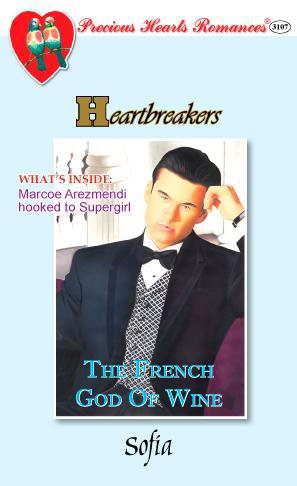 Precious Hearts Romances®
3107
Heartbreakers
WHAT'S INSIDE:
Marcoe Arezmendi
hooked to Supergirl
THE FRENCH
GOD OF WINE
Sofia